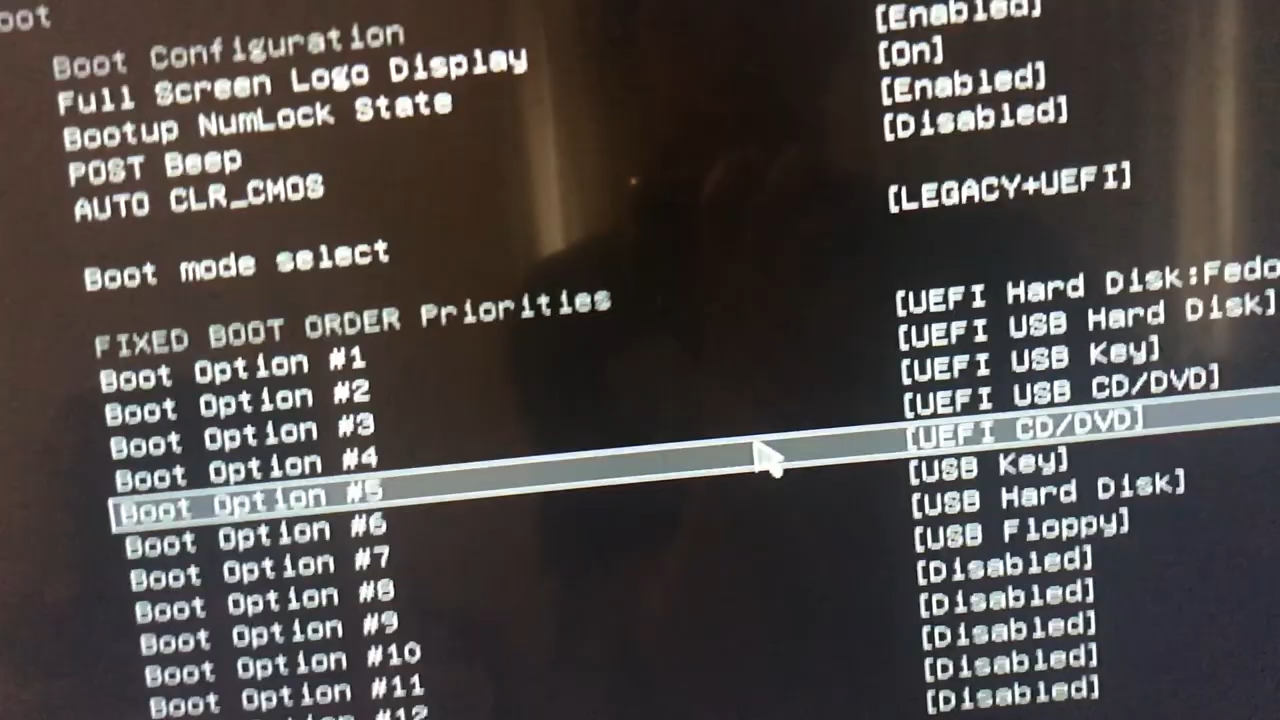 oot
Boot Configuration
Full Screen Logo Display [Enabled]
Bootup NumLock State [On]
POST Beep [Enabled]
AUTO CLR_CMOS [Disabled]
Boot mode select [LEGACY+UEFI]
FIXED BOOT ORDER Priorities
Boot Option #1 [UEFI Hard Disk:Fedo
Boot Option #2 [UEFI USB Hard Disk]
Boot Option #3 [UEFI USB Key]
Boot Option #4 [UEFI USB CD/DVD]
Boot Option #5 [UEFI CD/DVD]
Boot Option #6 [USB Key]
Boot Option #7 [USB Hard Disk]
Boot Option #8 [USB Floppy]
Boot Option #9 [Disabled]
Boot Option #10 [Disabled]
Boot Option #11 [Disabled]
tion #12 [Disabled]
[Disabled]